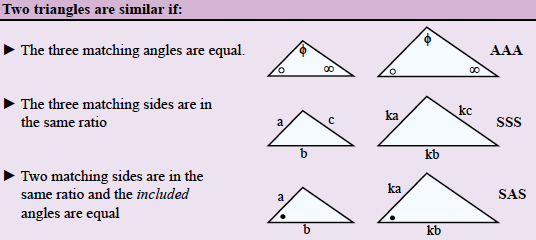 Two triangles are similar if:
► The three matching angles are equal.
ϕ
∞
ϕ
∞
AAA
► The three matching sides are in
the same ratio
a
c
b
ka
kc
kb
SSS
► Two matching sides are in the
same ratio and the included
angles are equal
a
b
ka
kb
SAS